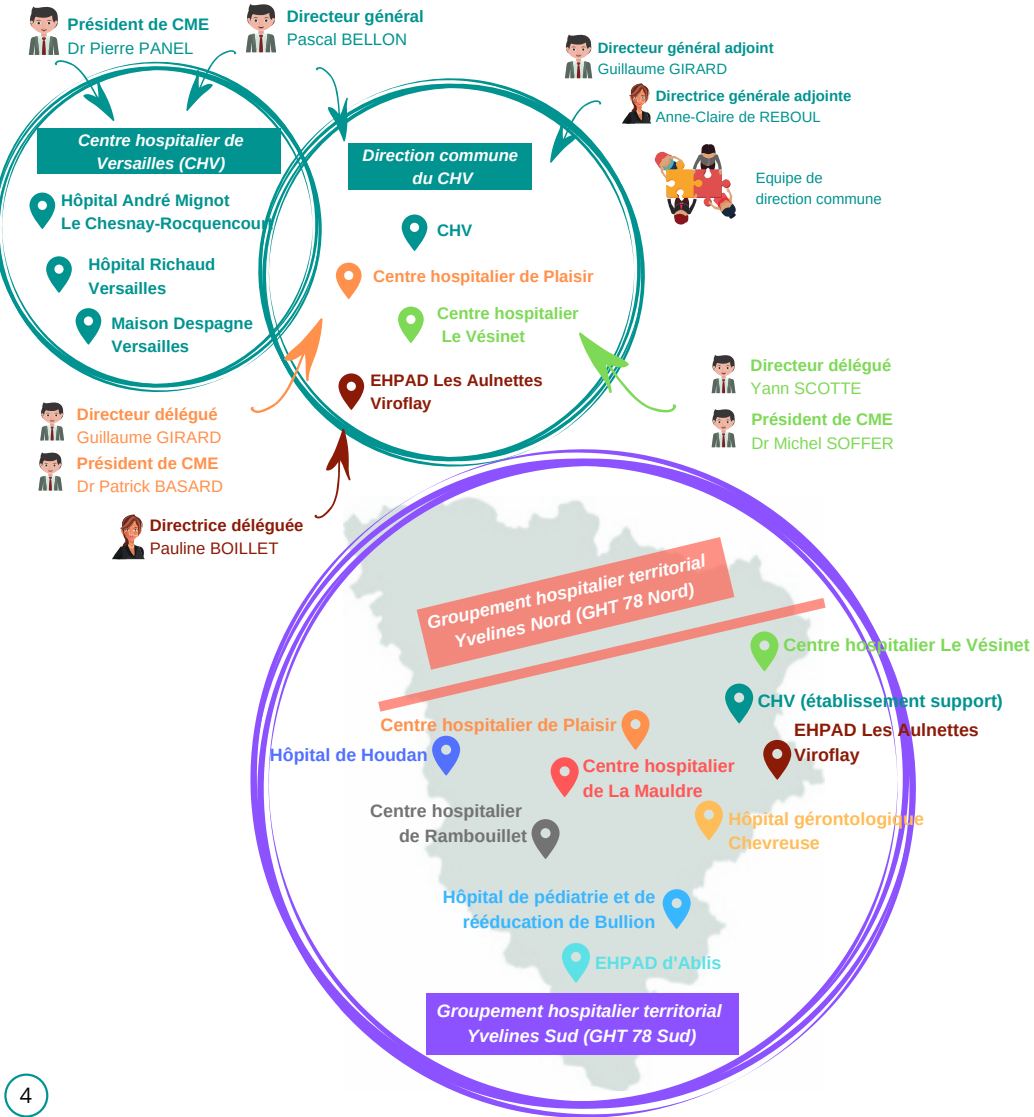 Président de CME
Dr Pierre PANEL
Directeur général
Pascal BELLON
Directeur général adjoint
Guillaume GIRARD
Directrice générale adjointe
Anne-Claire de REBOUL
Equipe de
direction commune
Centre hospitalier de
Versailles (CHV)
Hôpital André Mignot
Le Chesnay-Rocquencourt
Hôpital Richaud
Versailles
Maison Despagne
Versailles
Direction commune
du CHV
CHV
Centre hospitalier de Plaisir
Centre hospitalier
Le Vésinet
EHPAD Les Aulnettes
Viroflay
Directeur délégué
Yann SCOTTE
Président de CME
Dr Michel SOFFER
Directeur délégué
Guillaume GIRARD
Président de CME
Dr Patrick BASARD
Directrice déléguée
Pauline BOILLET
Groupement hospitalier territorial
Yvelines Nord (GHT 78 Nord)
Centre hospitalier Le Vésinet
CHV (établissement support)
Centre hospitalier de Plaisir
EHPAD Les Aulnettes
Viroflay
Hôpital de Houdan
Centre hospitalier
de La Mauldre
Centre hospitalier
de Rambouillet
Hôpital gérontologique
Chevreuse
Hôpital de pédiatrie et de
rééducation de Bullion
EHPAD d'Ablis
Groupement hospitalier territorial
Yvelines Sud (GHT 78 Sud)
4